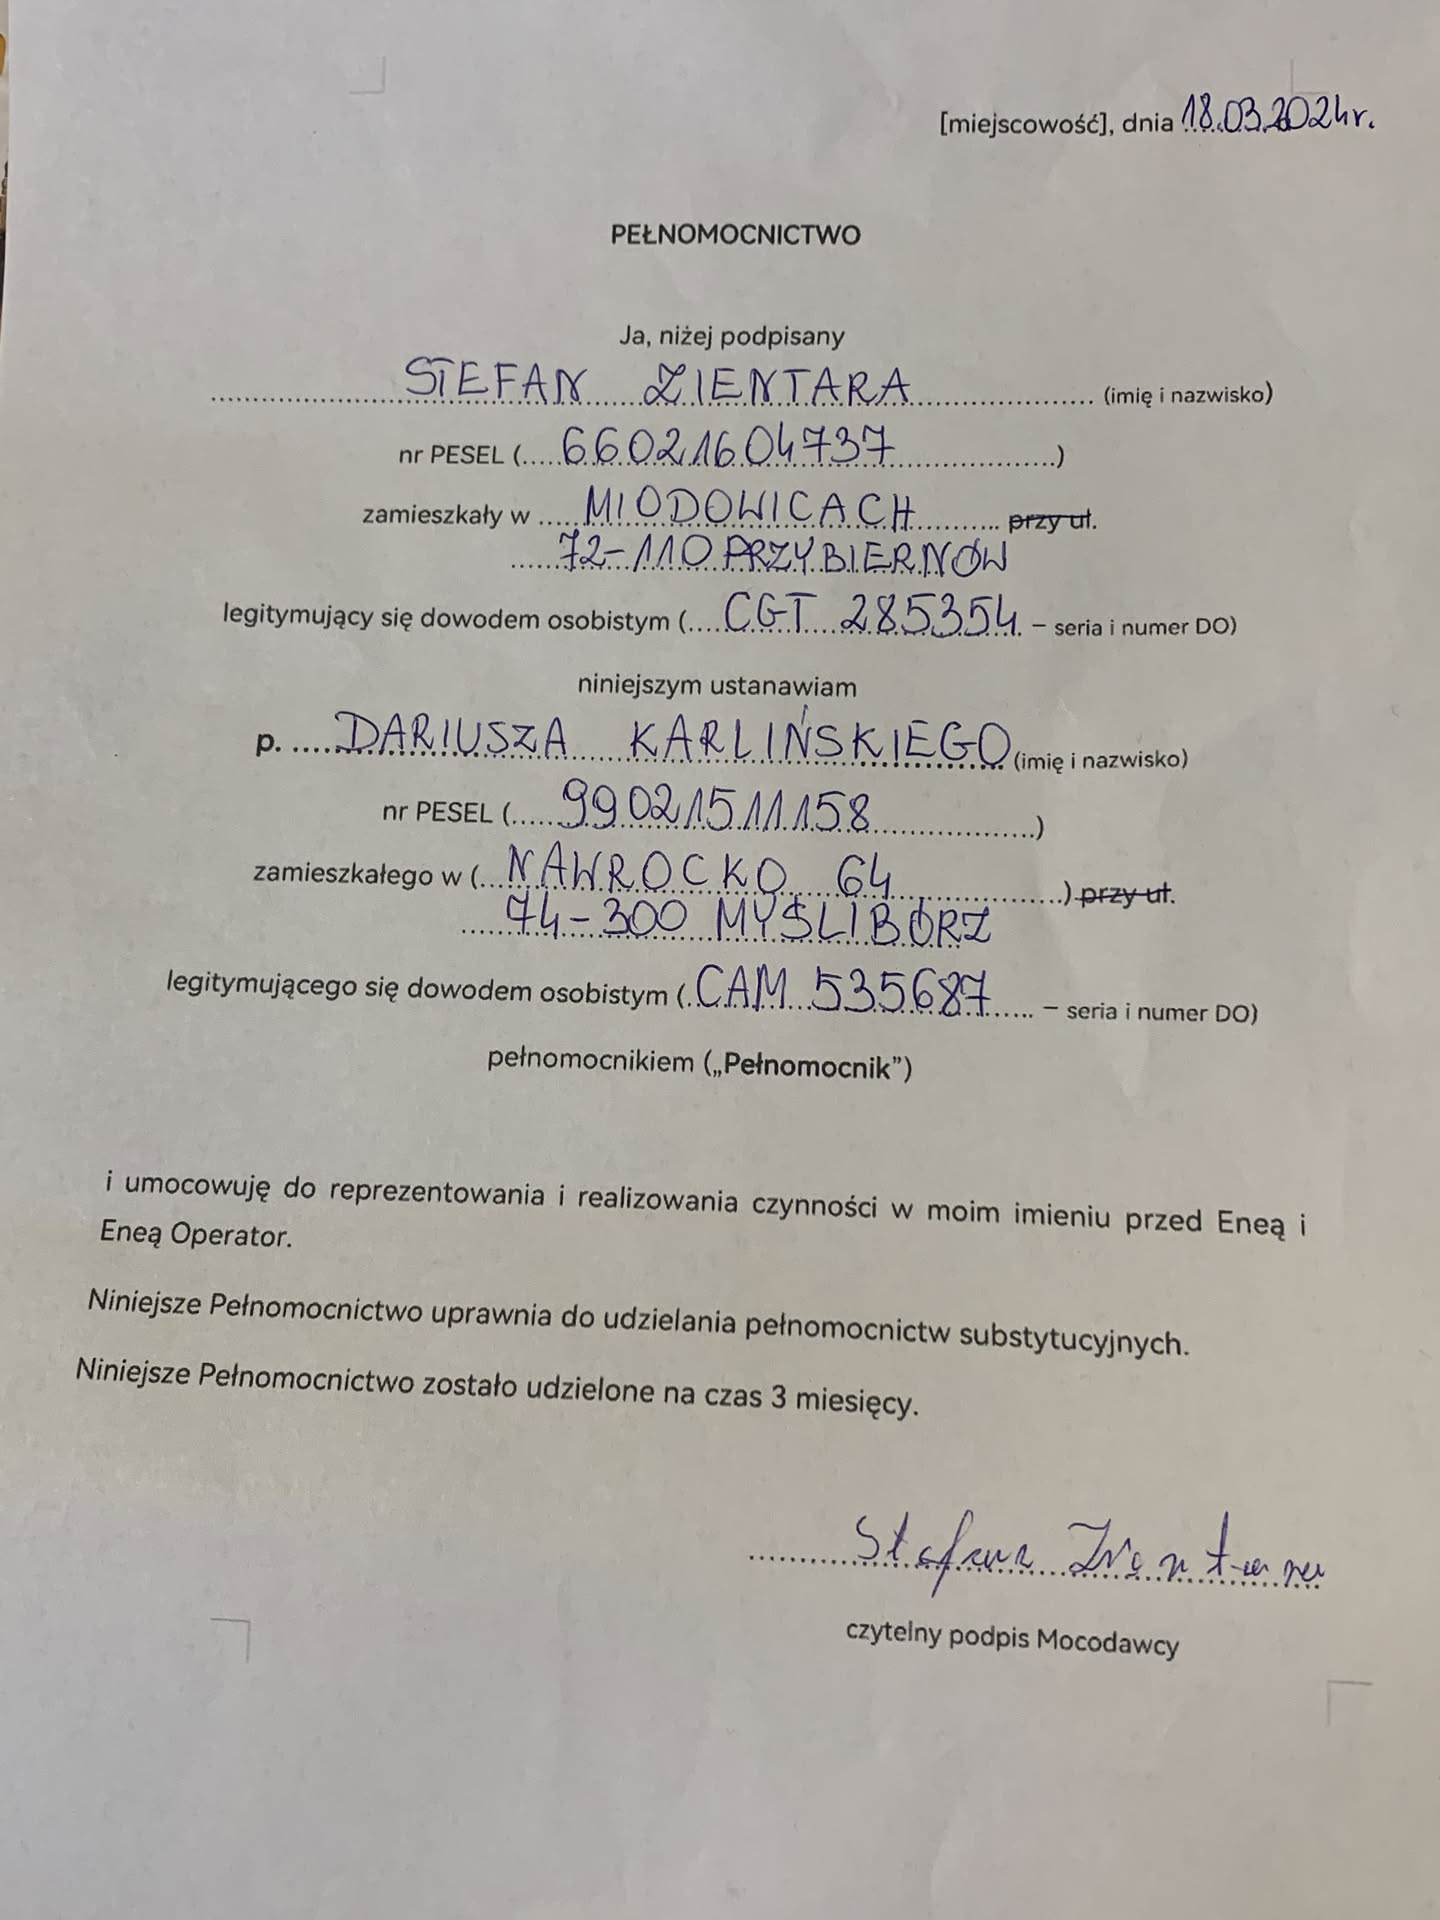 [miejscowość], dnia 18.03.2024r.
PEŁNOMOCNICTWO
Ja, niżej podpisany
STEFAN ZIENTARA (imię i nazwisko)
nr PESEL (66021604737)
zamieszkały w MIODOWICACH przy ul.
72-110 PRZYBIERNÓW
legitymujący się dowodem osobistym (CGT 285354 – seria i numer DO)
niniejszym ustanawiam
p. DARIUSZA KARLIŃSKIEGO (imię i nazwisko)
nr PESEL (99021511158)
zamieszkałego w (NAWROCKO 64) przy ul.
74-300 MYŚLIBÓRZ
legitymującego się dowodem osobistym (CAM 535687 – seria i numer DO)
pełnomocnikiem („Pełnomocnik”)
i umocowuję do reprezentowania i realizowania czynności w moim imieniu przed Eneą i
Eneą Operator.
Niniejsze Pełnomocnictwo uprawnia do udzielania pełnomocnictw substytucyjnych.
Niniejsze Pełnomocnictwo zostało udzielone na czas 3 miesięcy.
Stefan Zientara
czytelny podpis Mocodawcy